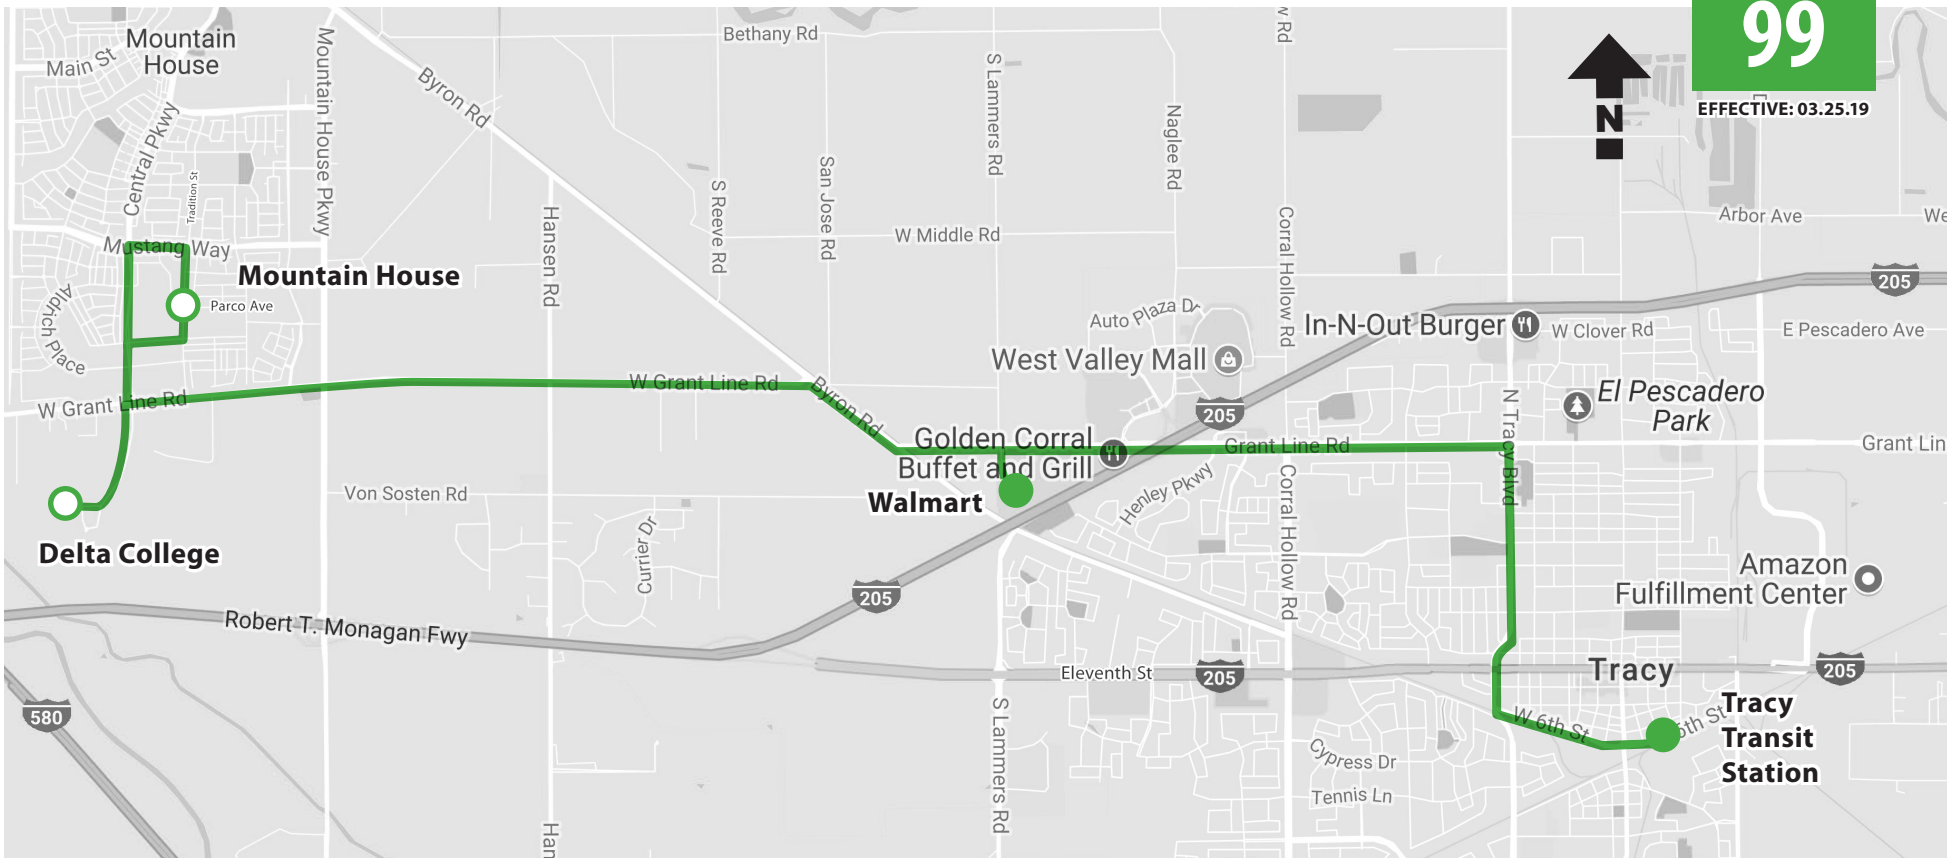 99
EFFECTIVE: 03.25.19
N
Mountain
House
Main St
Central Pkwy
Tradition St
Mountain House Pkwy
Byron Rd
Bethany Rd
S Lammers Rd
Naglee Rd
w Rd
Arbor Ave
We
Mustang Way
Mountain House
Parco Ave
Aldrich Place
Hansen Rd
S Reeve Rd
San Jose Rd
W Middle Rd
Corral Hollow Rd
205
Auto Plaza Dr
In-N-Out Burger
W Clover Rd
E Pescadero Ave
West Valley Mall
W Grant Line Rd
W Grant Line Rd
Byron Rd
205
N Tracy Blvd
El Pescadero
Park
Golden Corral
Buffet and Grill
Grant Line Rd
Grant Lin
Von Sosten Rd
Walmart
Henley Pkwy
Corral Hollow Rd
Delta College
Currier Dr
205
Amazon
Fulfillment Center
Robert T. Monagan Fwy
Eleventh St
205
Tracy
205
580
S Lammers Rd
W 6th St
6th St
Tracy
Transit
Station
Cypress Dr
Tennis Ln
Han